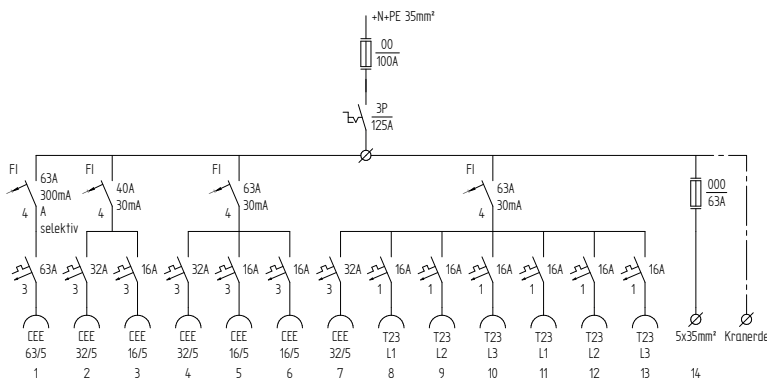 +N+PE 35mm²
00
100A
3P
125A
FI
63A
300mA
A
4
selektiv
FI
40A
30mA
4
FI
63A
30mA
4
FI
63A
30mA
4
000
63A
63A
32A
16A
32A
16A
16A
32A
16A
16A
16A
16A
16A
16A
3
3
3
3
3
3
3
1
1
1
1
1
1
CEE
CEE
CEE
CEE
CEE
CEE
CEE
T23
T23
T23
T23
T23
T23
5x35mm²
Kranerde
63/5
32/5
16/5
32/5
16/5
16/5
32/5
L1
L2
L3
L1
L2
L3
1
2
3
4
5
6
7
8
9
10
11
12
13
14